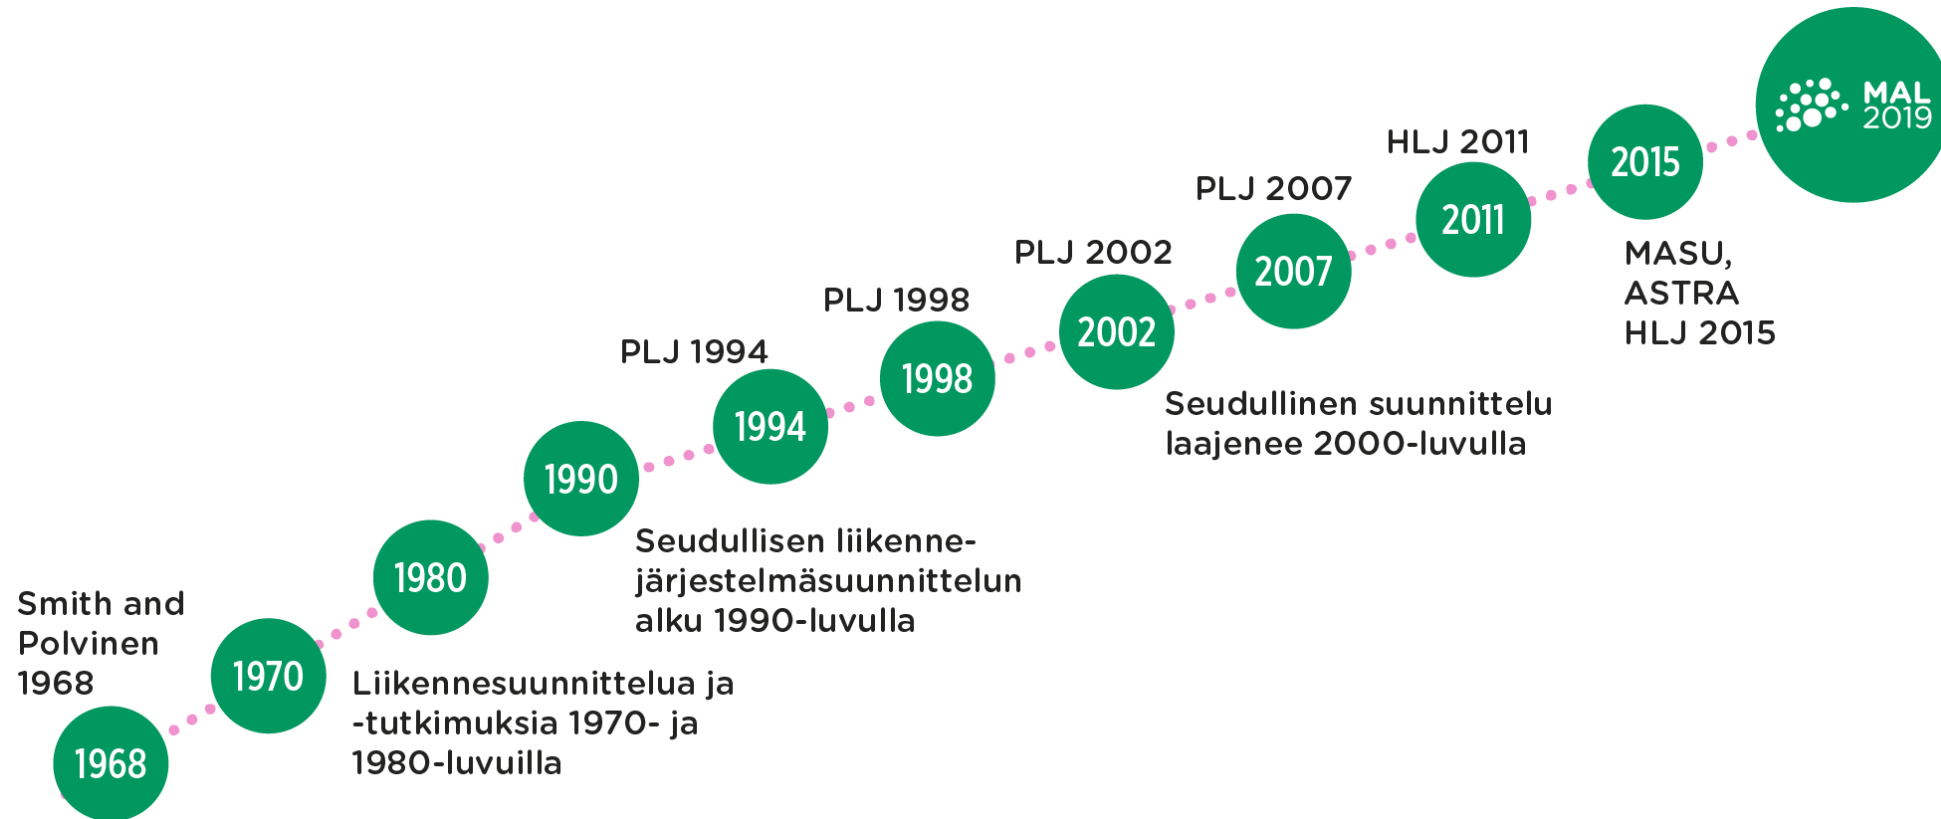 Smith and
Polvinen
1968
1968
1970
Liikennesuunnittelua ja
-tutkimuksia 1970- ja
1980-luvuilla
1980
1990
Seudullisen liikenne-
järjestelmäsuunnittelun
alku 1990-luvulla
PLJ 1994
1994
PLJ 1998
1998
PLJ 2002
2002
Seudullinen suunnittelu
laajenee 2000-luvulla
PLJ 2007
2007
HLJ 2011
2011
2015
MASU,
ASTRA
HLJ 2015
MAL
2019